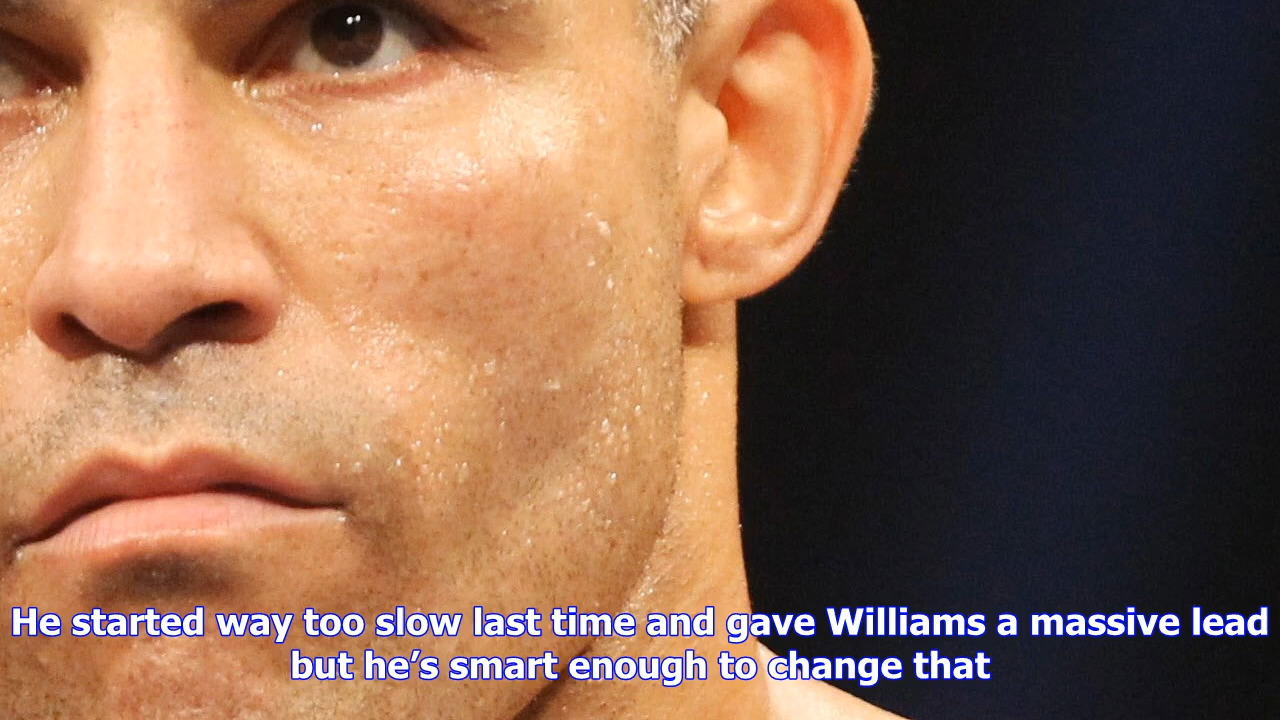 He started way too slow last time and gave Williams a massive lead
but he’s smart enough to change that